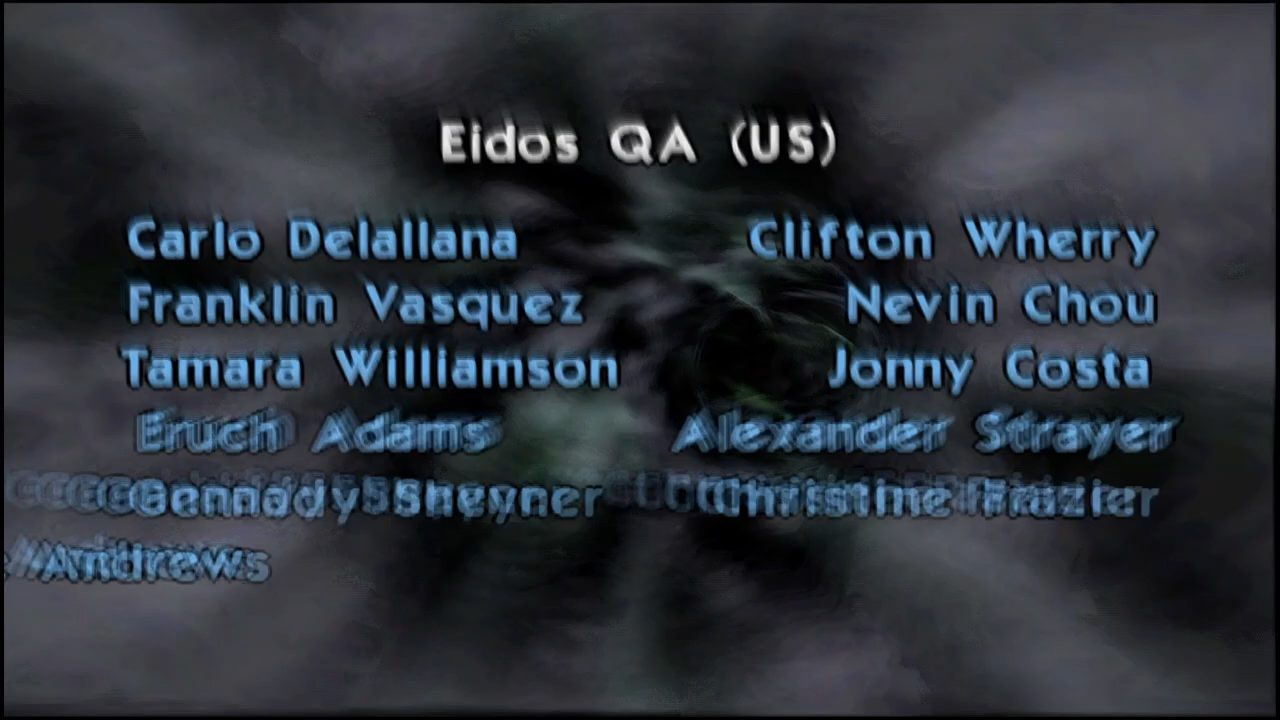 Eidos QA (US)
Carlo Delallana Clifton Wherry
Franklin Vasquez Nevin Chou
Tamara Williamson Jonny Costa
Eruch Adams Alexander Strayer
Gennady Sheyner Christine Frazier
Andrews